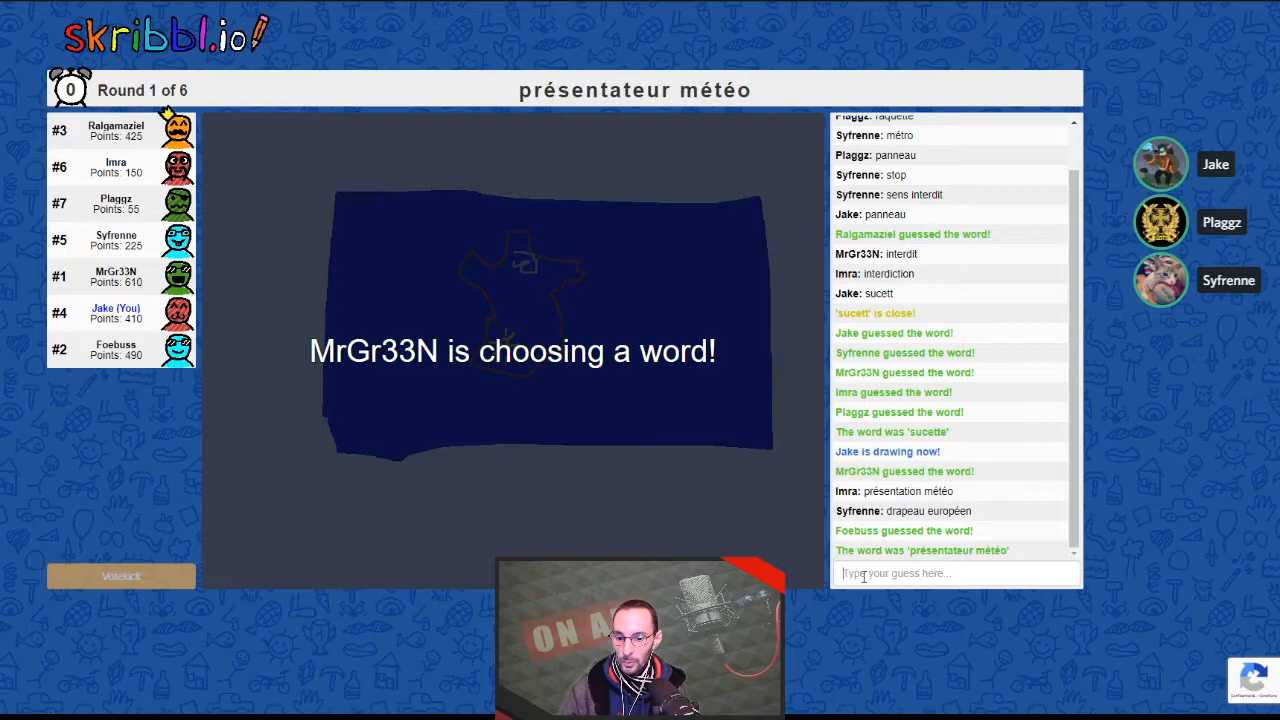 skribbl.io
0
Round 1 of 6
présentateur météo
#3
Ralgamaziel
Points: 425
#6
Imra
Points: 150
#7
Plaggz
Points: 55
#5
Syfrenne
Points: 225
#1
MrGr33N
Points: 610
#4
Jake (You)
Points: 410
#2
Foebuss
Points: 490
Votekick
MrGr33N is choosing a word!
Plaggz: raquette
Syfrenne: métro
Plaggz: panneau
Syfrenne: stop
Syfrenne: sens interdit
Jake: panneau
Ralgamaziel guessed the word!
MrGr33N: interdit
Imra: interdiction
Jake: sucett
'sucett' is close!
Jake guessed the word!
Syfrenne guessed the word!
MrGr33N guessed the word!
Imra guessed the word!
Plaggz guessed the word!
The word was 'sucette'
Jake is drawing now!
MrGr33N guessed the word!
Imra: présentation météo
Syfrenne: drapeau européen
Foebuss guessed the word!
The word was 'présentateur météo'
Type your guess here...
Jake
Plaggz
Syfrenne
ON A